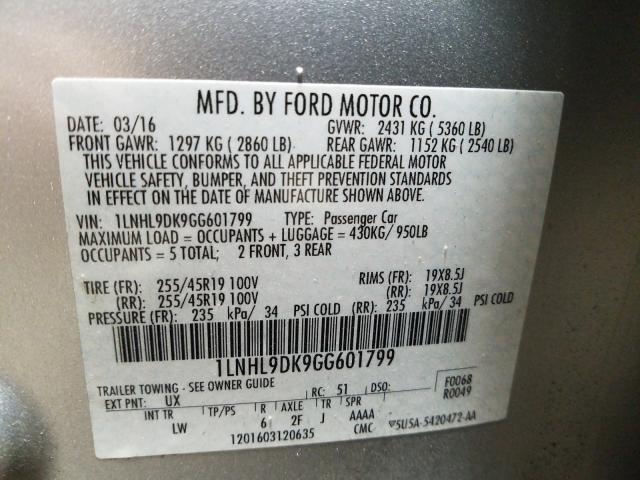 MFD. BY FORD MOTOR CO.
DATE: 03/16 GVWR: 2431 KG ( 5360 LB)
FRONT GAWR: 1297 KG ( 2860 LB) REAR GAWR: 1152 KG ( 2540 LB)
THIS VEHICLE CONFORMS TO ALL APPLICABLE FEDERAL MOTOR
VEHICLE SAFETY, BUMPER, AND THEFT PREVENTION STANDARDS
IN EFFECT ON THE DATE OF MANUFACTURE SHOWN ABOVE.
VIN: 1LNHL9DK9GG601799 TYPE: Passenger Car
MAXIMUM LOAD = OCCUPANTS + LUGGAGE = 430KG/ 950LB
OCCUPANTS = 5 TOTAL; 2 FRONT, 3 REAR
TIRE (FR): 255/45R19 100V RIMS (FR): 19X8.5J
(RR): 255/45R19 100V (RR): 19X8.5J
PRESSURE (FR): 235 kPa/ 34 PSI COLD (RR): 235 kPa/ 34 PSI COLD
1LNHL9DK9GG601799
TRAILER TOWING - SEE OWNER GUIDE
EXT PNT: UX RC: 51 DSO: F0068
R0049
INT TR TP/PS R AXLE TR SPR
LW 6 2F J AAAA
1201603120635 CMC ▽5USA-5420472-AA